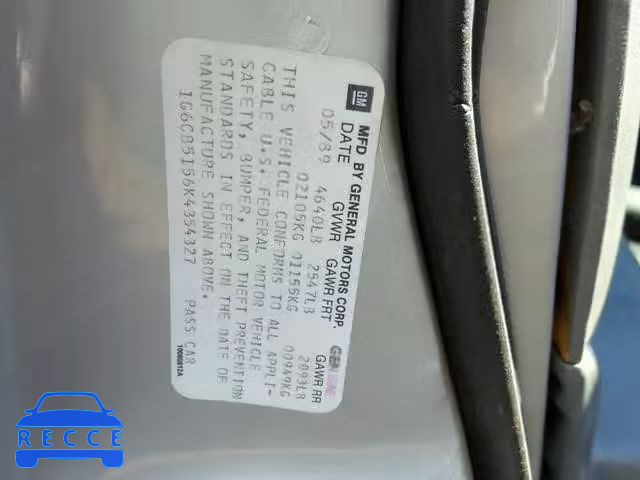 GM
MFD BY GENERAL MOTORS CORP.
DATE GVWR GAWR FRT GAWR RR
05/89 4640LB 2547LB 2093LB
02105KG 01155KG 00949KG
THIS VEHICLE CONFORMS TO ALL APPLI-
CABLE U.S. FEDERAL MOTOR VEHICLE
SAFETY, BUMPER, AND THEFT PREVENTION
STANDARDS IN EFFECT ON THE DATE OF
MANUFACTURE SHOWN ABOVE.
1G6CB5156K4354327 PASS CAR
10066912A
RECCE